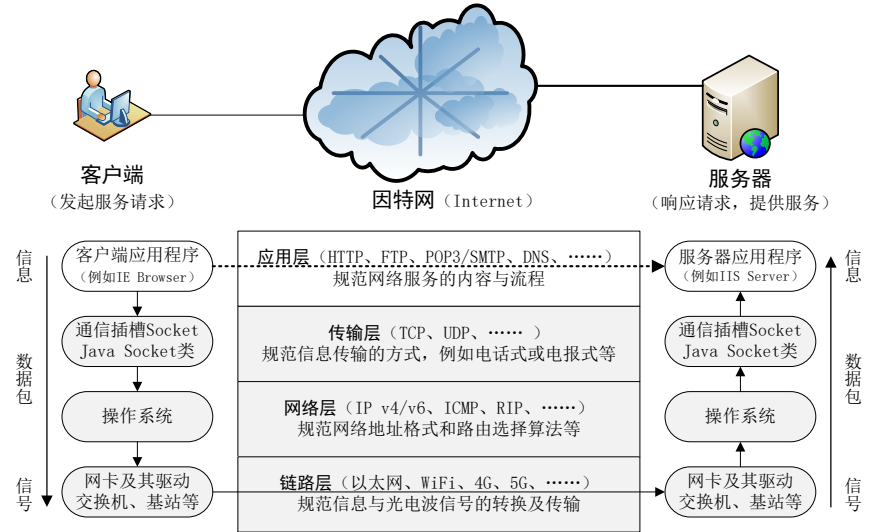 客户端
（发起服务请求）
因特网（Internet）
服务器
（响应请求，提供服务）
信息
数据包
信号
客户端应用程序
（例如IE Browser）
通信插槽Socket
Java Socket类
操作系统
网卡及其驱动
交换机、基站等
应用层（HTTP、FTP、POP3/SMTP、DNS、……）
规范网络服务的内容与流程
传输层（TCP、UDP、…… ）
规范信息传输的方式，例如电话式或电报式等
网络层（IP v4/v6、ICMP、RIP、……）
规范网络地址格式和路由选择算法等
链路层（以太网、WiFi、4G、5G、……）
规范信息与光电波信号的转换及传输
服务器应用程序
（例如IIS Server）
通信插槽Socket
Java Socket类
操作系统
网卡及其驱动
交换机、基站等
信息
数据包
信号